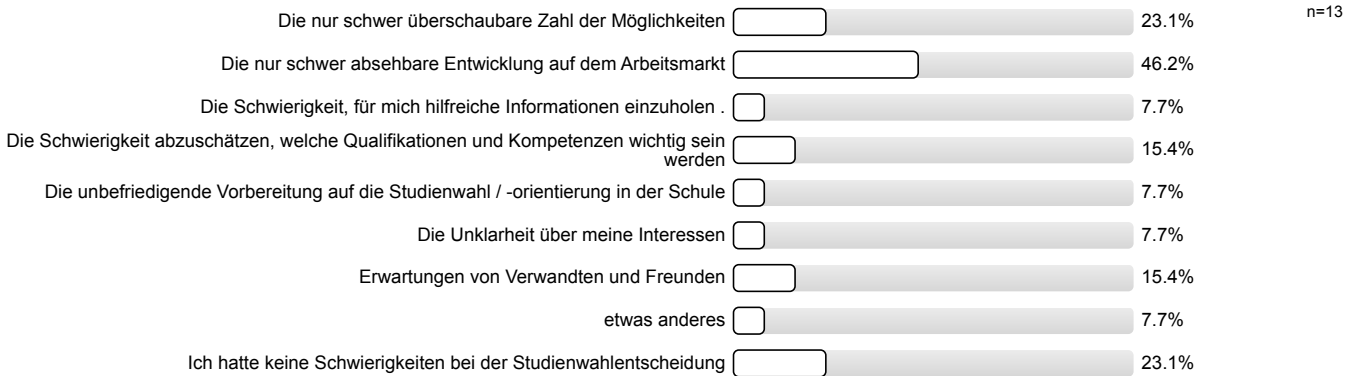 Die nur schwer überschaubare Zahl der Möglichkeiten 23.1% n=13
Die nur schwer absehbare Entwicklung auf dem Arbeitsmarkt 46.2%
Die Schwierigkeit, für mich hilfreiche Informationen einzuholen . 7.7%
Die Schwierigkeit abzuschätzen, welche Qualifikationen und Kompetenzen wichtig sein
werden 15.4%
Die unbefriedigende Vorbereitung auf die Studienwahl / -orientierung in der Schule 7.7%
Die Unklarheit über meine Interessen 7.7%
Erwartungen von Verwandten und Freunden 15.4%
etwas anderes 7.7%
Ich hatte keine Schwierigkeiten bei der Studienwahlentscheidung 23.1%